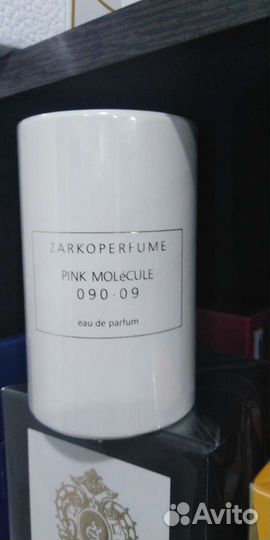 ZARKOPERFUME
PINK MOLéCULE
090·09
eau de parfum
Avito